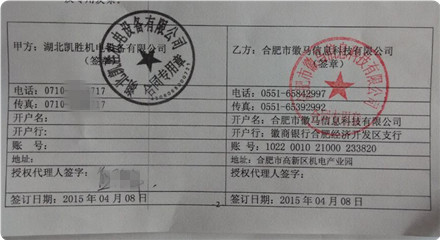 甲方：湖北凯胜机电设备有限公司
（签章）
电话：0710-
传真：0710-
开户名：
开户行：
账 号：
地址：
授权代理人签字：
签订日期：2015 年 04 月 08 日
乙方：合肥市徽马信息科技有限公司
（签章）
电话：0551-65842997
传真：0551-65392992
开户名：合肥市徽马信息科技有限公司
开户行：徽商银行合肥经济开发区支行
账 号：1022 0010 21000 233820
地址：合肥市高新区机电产业园
授权代理人签字：
签订日期：2015 年 04 月 08 日
合同专用章